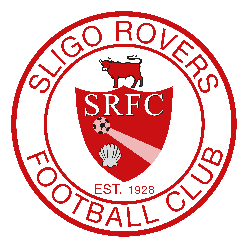 SLIGO ROVERS
SRFC
EST. 1928
FOOTBALL CLUB